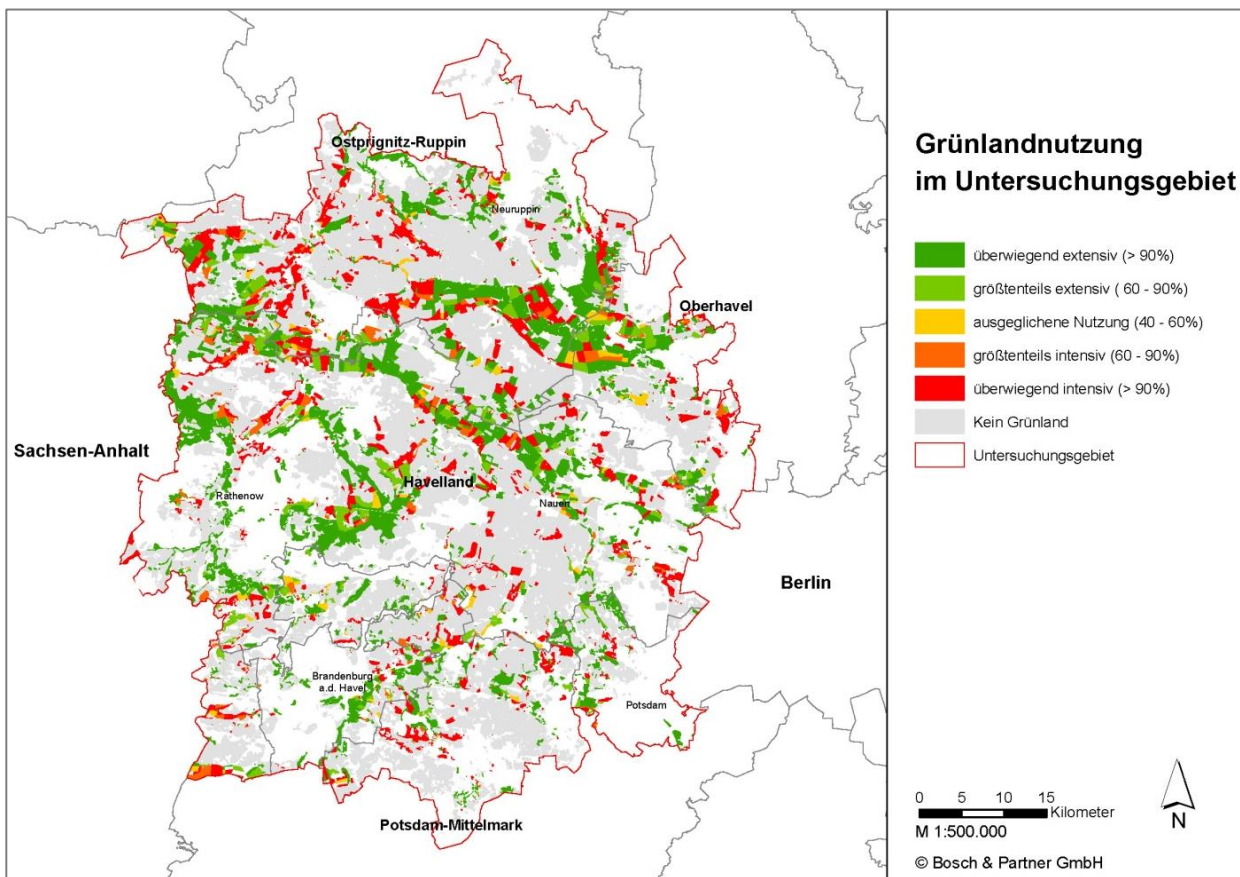 Ostprignitz-Ruppin
Neuruppin
Oberhavel
Sachsen-Anhalt
Rathenow
Havelland
Nauen
Berlin
Brandenburg
a.d. Havel
Potsdam
Potsdam-Mittelmark
Grünlandnutzung
im Untersuchungsgebiet
überwiegend extensiv (> 90%)
größtenteils extensiv ( 60 - 90%)
ausgeglichene Nutzung (40 - 60%)
größtenteils intensiv (60 - 90%)
überwiegend intensiv (> 90%)
Kein Grünland
Untersuchungsgebiet
0 5 10 15
Kilometer
M 1:500.000
N
© Bosch & Partner GmbH